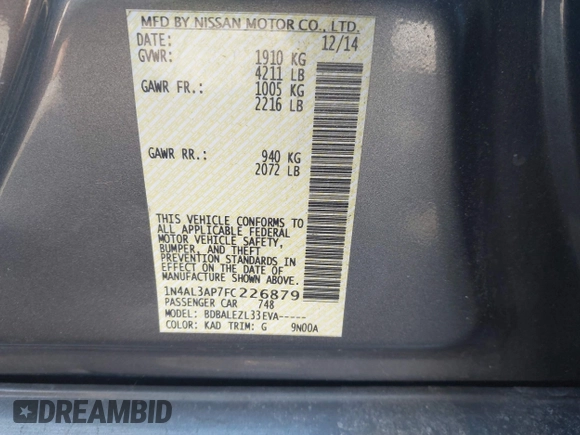 MFD BY NISSAN MOTOR CO., LTD.
DATE: 12/14
GVWR: 1910 KG
4211 LB
GAWR FR.: 1005 KG
2216 LB
GAWR RR.: 940 KG
2072 LB
THIS VEHICLE CONFORMS TO
ALL APPLICABLE FEDERAL
MOTOR VEHICLE SAFETY,
BUMPER, AND THEFT
PREVENTION STANDARDS IN
EFFECT ON THE DATE OF
MANUFACTURE SHOWN ABOVE.
1N4AL3AP7FC226879
PASSENGER CAR 748
MODEL: BDBALEZL33EVA-----
COLOR: KAD TRIM: G 9N00A
DREAMBID